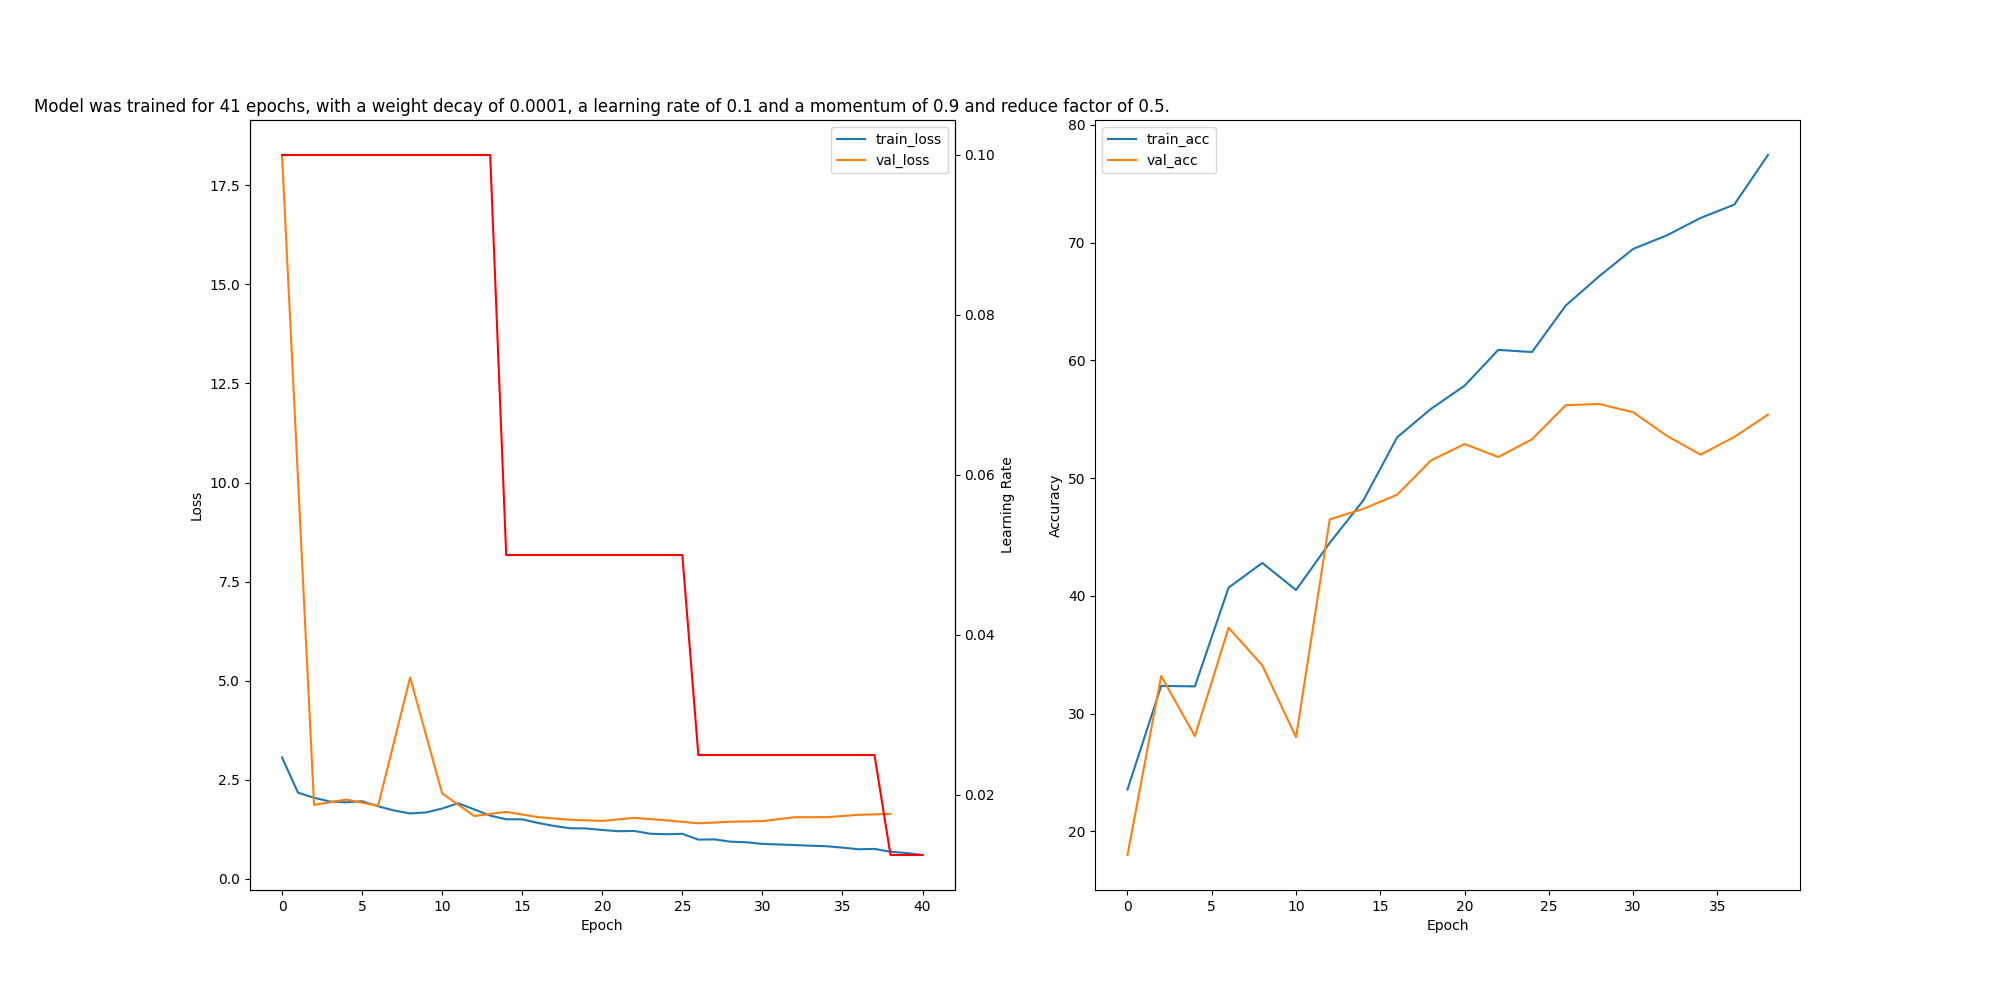 Model was trained for 41 epochs, with a weight decay of 0.0001, a learning rate of 0.1 and a momentum of 0.9 and reduce factor of 0.5.
train_loss
val_loss
17.5
15.0
12.5
10.0
7.5
5.0
2.5
0.0
Loss
0 5 10 15 20 25 30 35 40
Epoch
0.10
0.08
0.06
0.04
0.02
Learning Rate
train_acc
val_acc
80
70
60
50
40
30
20
Accuracy
0 5 10 15 20 25 30 35
Epoch